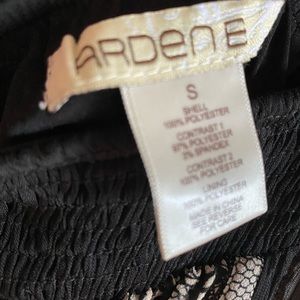 ARDENE
S
SHELL
100% POLYESTER
CONTRAST 1
97% POLYESTER
3% SPANDEX
CONTRAST 2
100% POLYESTER
LINING
100% POLYESTER
MADE IN CHINA
SEE REVERSE
FOR CARE